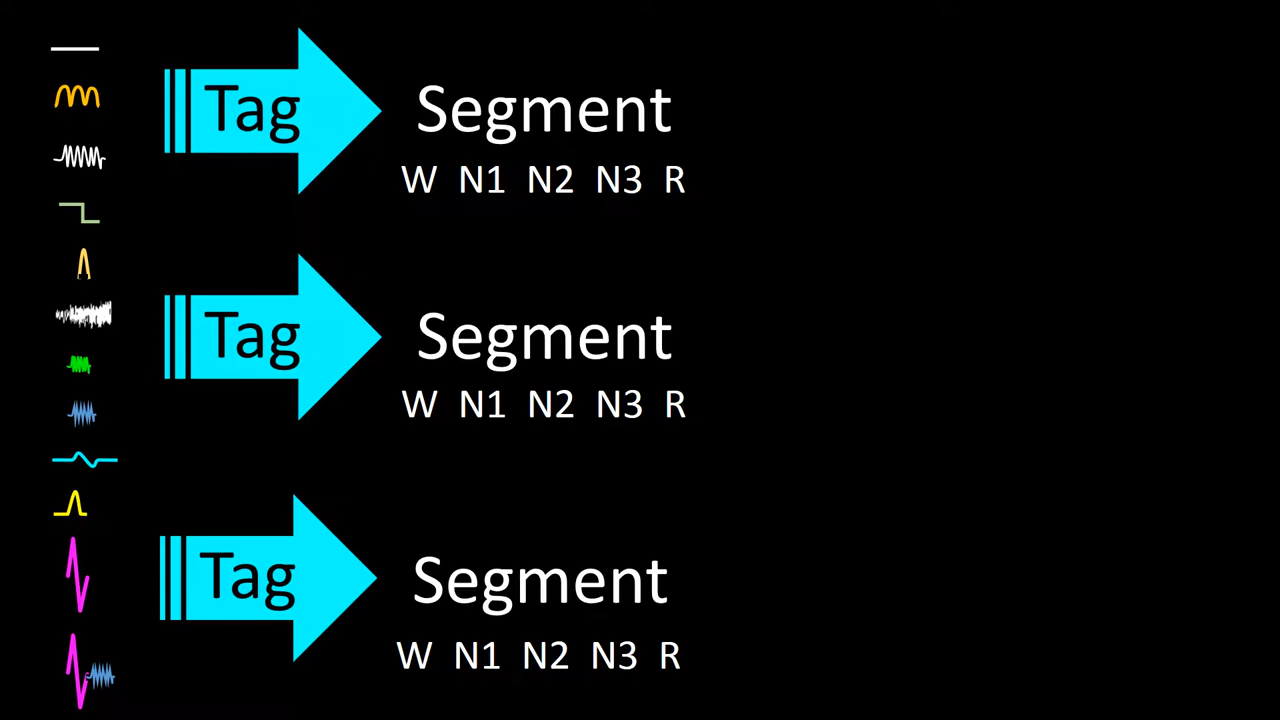 Tag
Segment
W N1 N2 N3 R
Tag
Segment
W N1 N2 N3 R
Tag
Segment
W N1 N2 N3 R